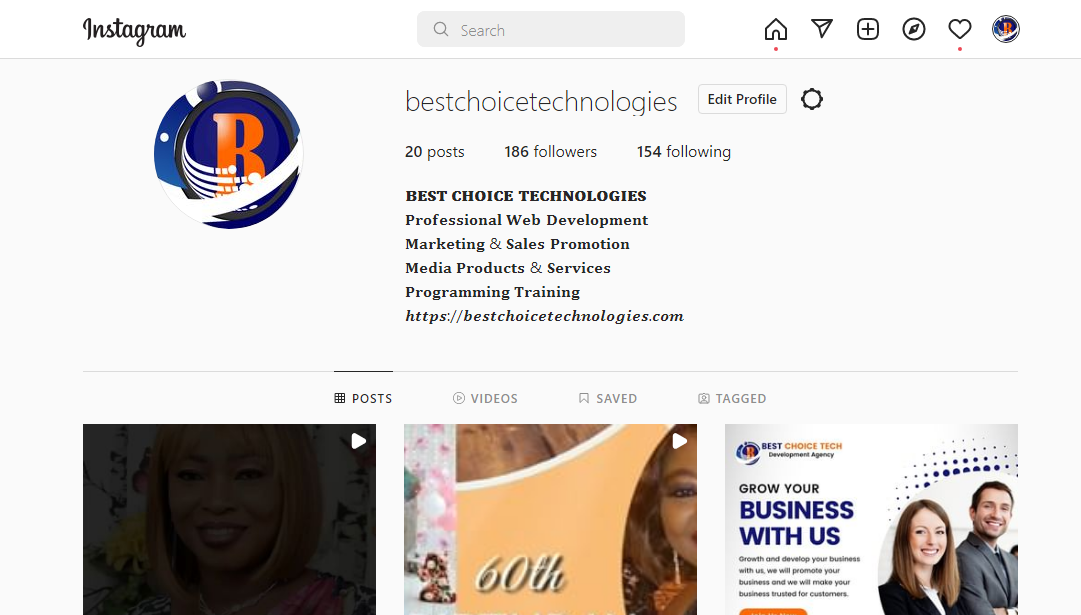 Instagram
Search
bestchoicetechnologies
Edit Profile
20 posts
186 followers
154 following
BEST CHOICE TECHNOLOGIES
Professional Web Development
Marketing & Sales Promotion
Media Products & Services
Programming Training
https://bestchoicetechnologies.com
POSTS
VIDEOS
SAVED
TAGGED
60th
BEST CHOICE TECH
Development Agency
GROW YOUR
BUSINESS
WITH US
Growth and develop your business
with us, we will promote your
business and we will make your
business trusted for customers.